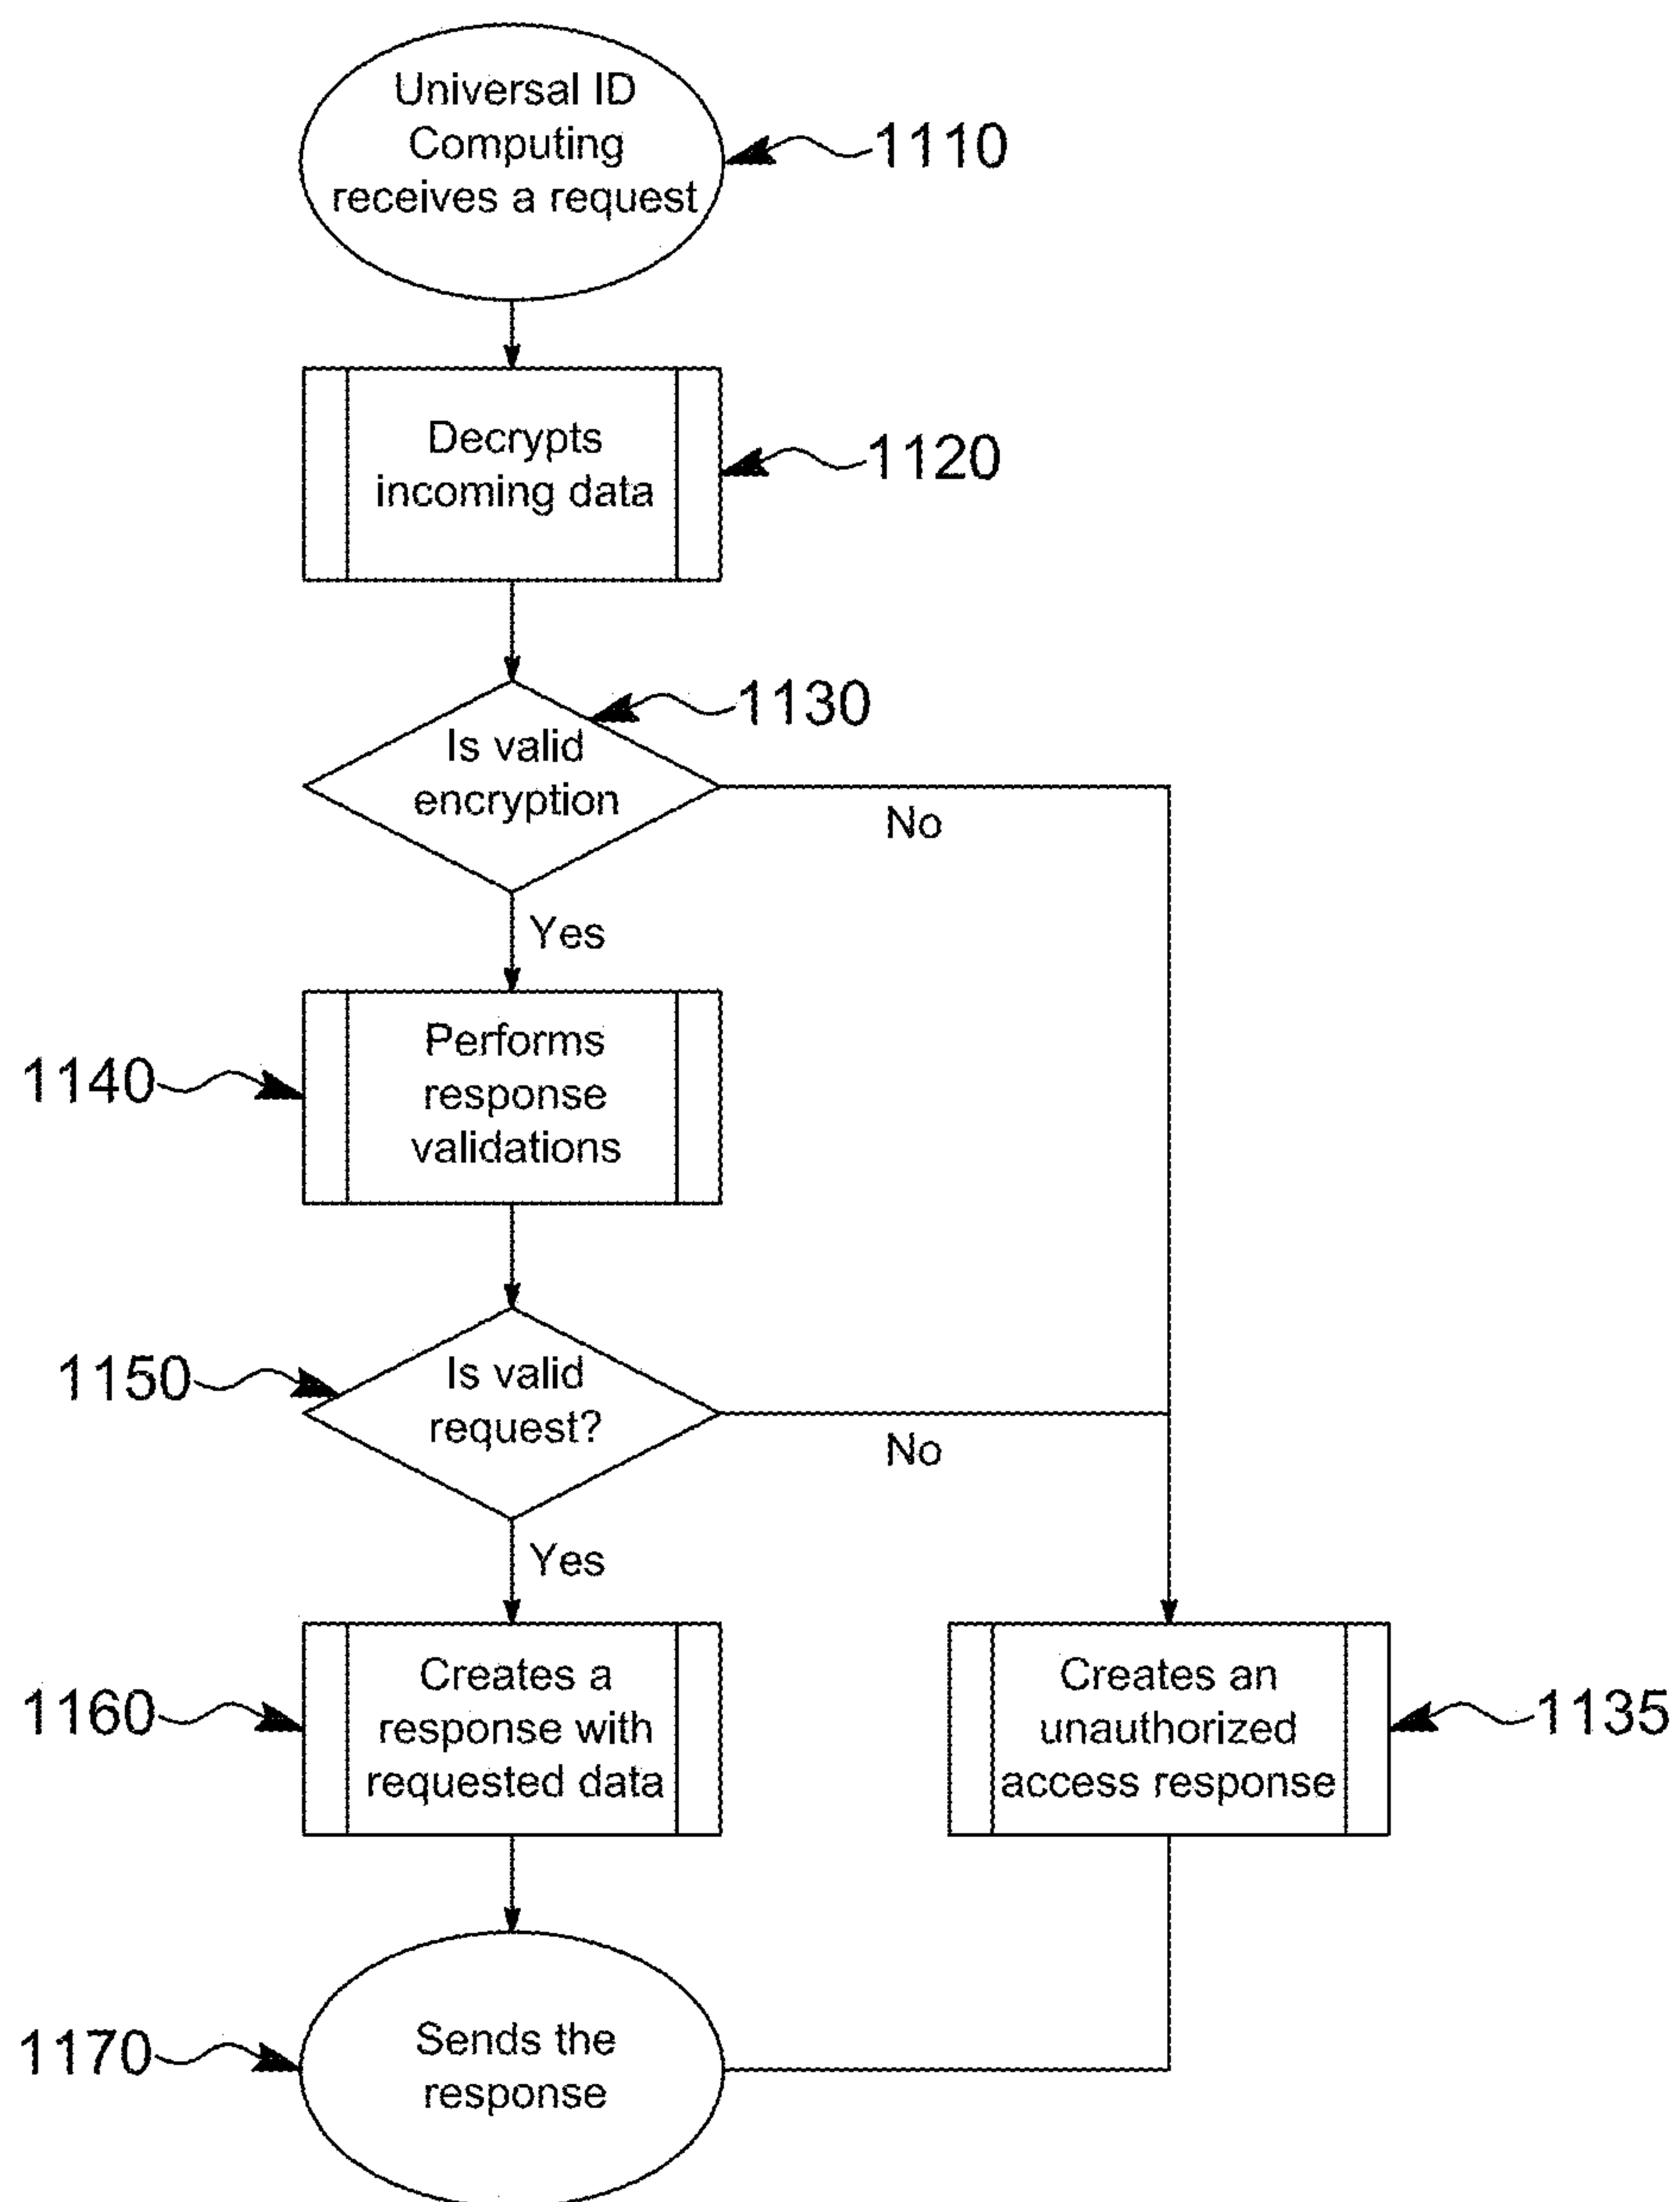 Universal ID
Computing
receives a request
1110
Decrypts
incoming data
1120
1130
Is valid
encryption
No
Yes
1140
Performs
response
validations
1150
Is valid
request?
No
Yes
1160
Creates a
response with
requested data
Creates an
unauthorized
access response
1135
1170
Sends the
response